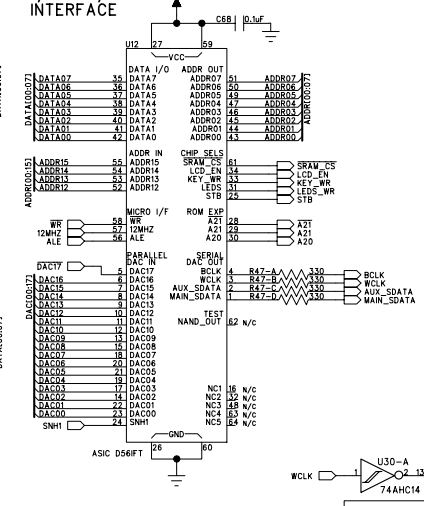 INTERFACE
C68 0.1uF
U12 27 59
VCC
DATA I/O ADDR OUT
DATA07 35 DATA7 ADDR07 51 ADDR07
DATA06 36 DATA6 ADDR06 50 ADDR06
DATA05 37 DATA5 ADDR05 49 ADDR05
DATA04 38 DATA4 ADDR04 47 ADDR04
DATA03 39 DATA3 ADDR03 46 ADDR03
DATA02 40 DATA2 ADDR02 45 ADDR02
DATA01 41 DATA1 ADDR01 44 ADDR01
DATA00 42 DATA0 ADDR00 43 ADDR00
DATA[00:07]
ADDR[00:17]
ADDR IN CHIP SELS
ADDR15 55 ADDR15 SRAM_CS 61 SRAM_CS
ADDR14 54 ADDR14 LCD_EN 34 LCD_EN
ADDR13 53 ADDR13 KEY_WR 33 KEY_WR
ADDR12 52 ADDR12 LEDS 31 LEDS_WR
STB 25 STB
ADDR[00:15]
MICRO I/F ROM EXP
WR 58 WR A21 28 A21
12MHZ 57 12MHZ A21 29 A21
ALE 56 ALE A20 30 A20
PARALLEL DAC IN SERIAL DAC OUT
DAC17 5 DAC17 BCLK 4 R47-A 330 BCLK
DAC16 6 DAC16 WCLK 3 R47-B 330 WCLK
DAC15 7 DAC15 AUX_SDATA 2 R47-C 330 AUX_SDATA
DAC14 8 DAC14 MAIN_SDATA 1 R47-D 330 MAIN_SDATA
DAC13 9 DAC13
DAC12 10 DAC12 TEST
DAC11 11 DAC11 NAND_OUT 62 N/C
DAC10 12 DAC10
DAC09 13 DAC09
DAC08 15 DAC08
DAC07 18 DAC07
DAC06 20 DAC06
DAC05 21 DAC05
DAC04 19 DAC04
DAC03 17 DAC03 NC1 16 N/C
DAC02 14 DAC02 NC2 32 N/C
DAC01 22 DAC01 NC3 48 N/C
DAC00 23 DAC00 NC4 63 N/C
SNH1 24 SNH1 NC5 64 N/C
DAC[00:17]
GND
ASIC D56IFT 26 60
U30-A
WCLK 1 2 13
74AHC14